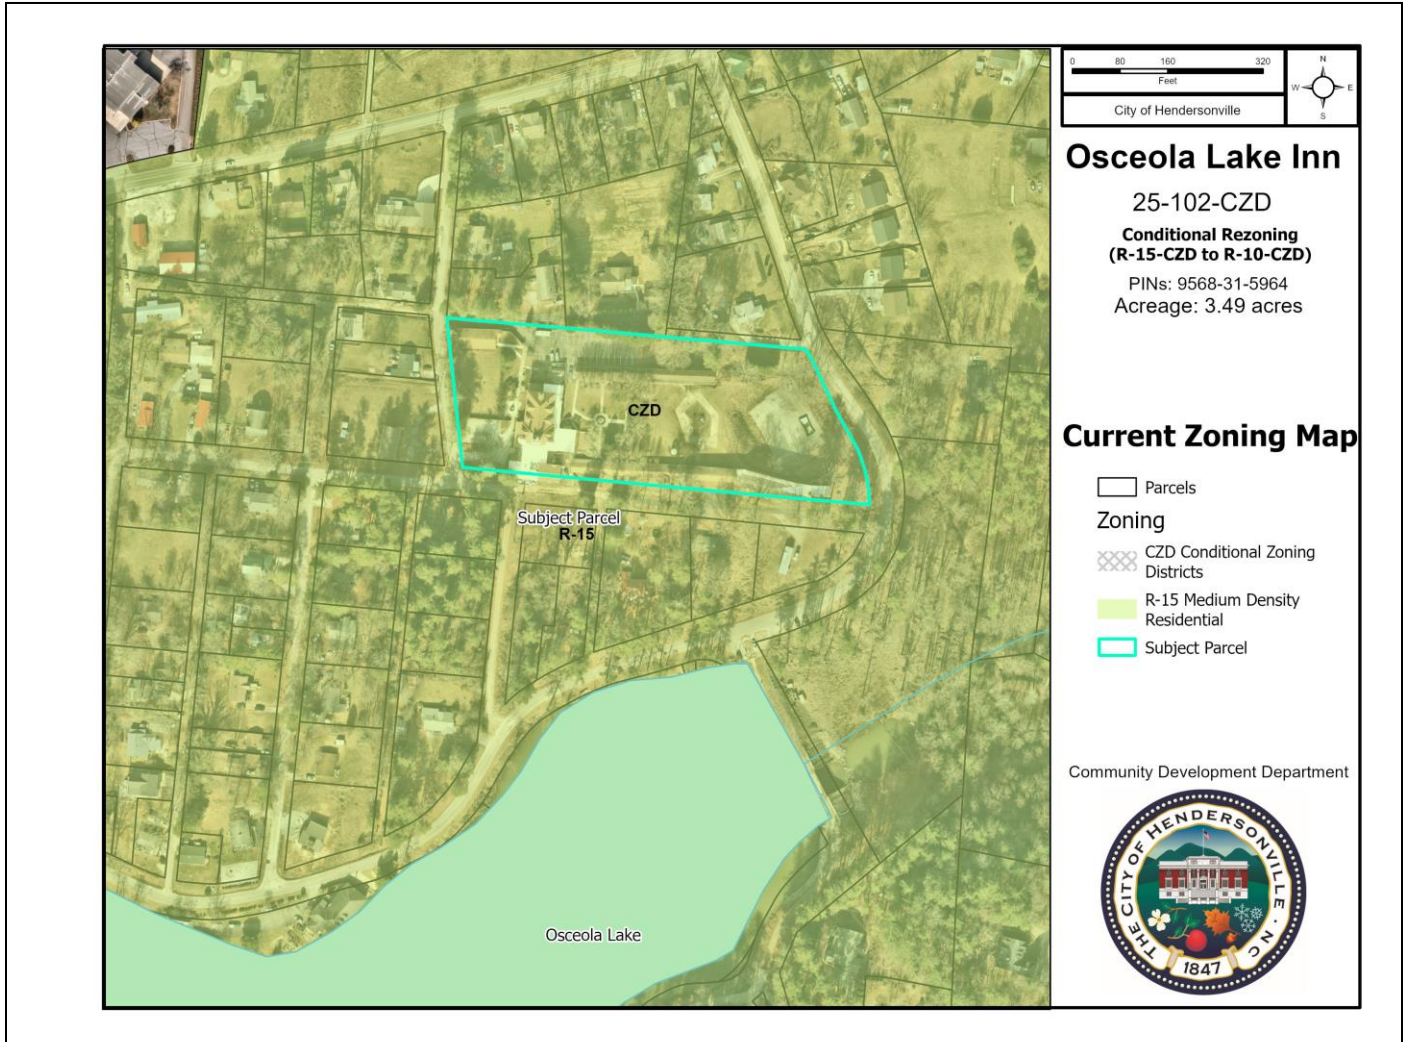 0 80 160 320
Feet
City of Hendersonville
N
W E
S
Osceola Lake Inn
25-102-CZD
Conditional Rezoning
(R-15-CZD to R-10-CZD)
PINs: 9568-31-5964
Acreage: 3.49 acres
CZD
Subject Parcel
R-15
Osceola Lake
Current Zoning Map
Parcels
Zoning
CZD Conditional Zoning
Districts
R-15 Medium Density
Residential
Subject Parcel
Community Development Department
THE CITY OF HENDERSONVILLE · NC
1847